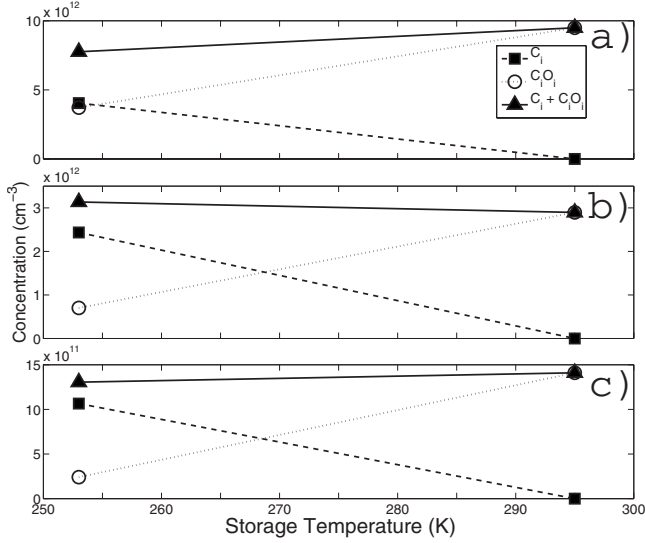 x 10^12
10
5
0
a)
C_i
C_iO_i
C_i + C_iO_i
x 10^12
3
2
1
0
b)
Concentration (cm^−3)
x 10^11
15
10
5
0
c)
250 260 270 280 290 300
Storage Temperature (K)